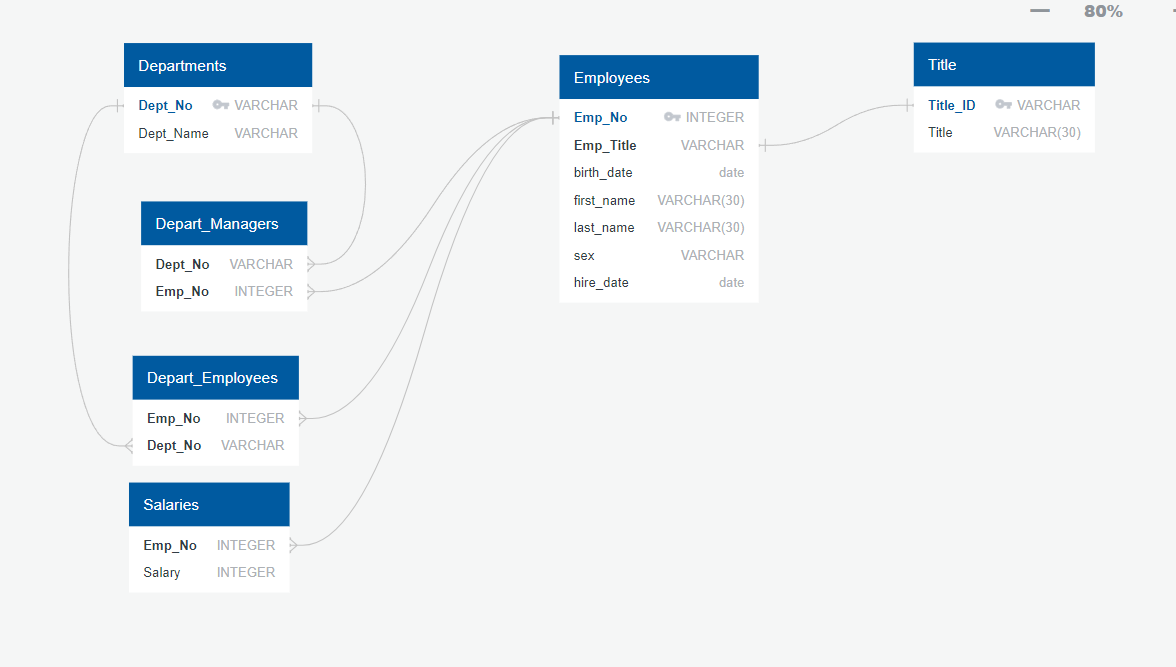 80%
Departments
Dept_No VARCHAR
Dept_Name VARCHAR
Depart_Managers
Dept_No VARCHAR
Emp_No INTEGER
Depart_Employees
Emp_No INTEGER
Dept_No VARCHAR
Salaries
Emp_No INTEGER
Salary INTEGER
Employees
Emp_No INTEGER
Emp_Title VARCHAR
birth_date date
first_name VARCHAR(30)
last_name VARCHAR(30)
sex VARCHAR
hire_date date
Title
Title_ID VARCHAR
Title VARCHAR(30)